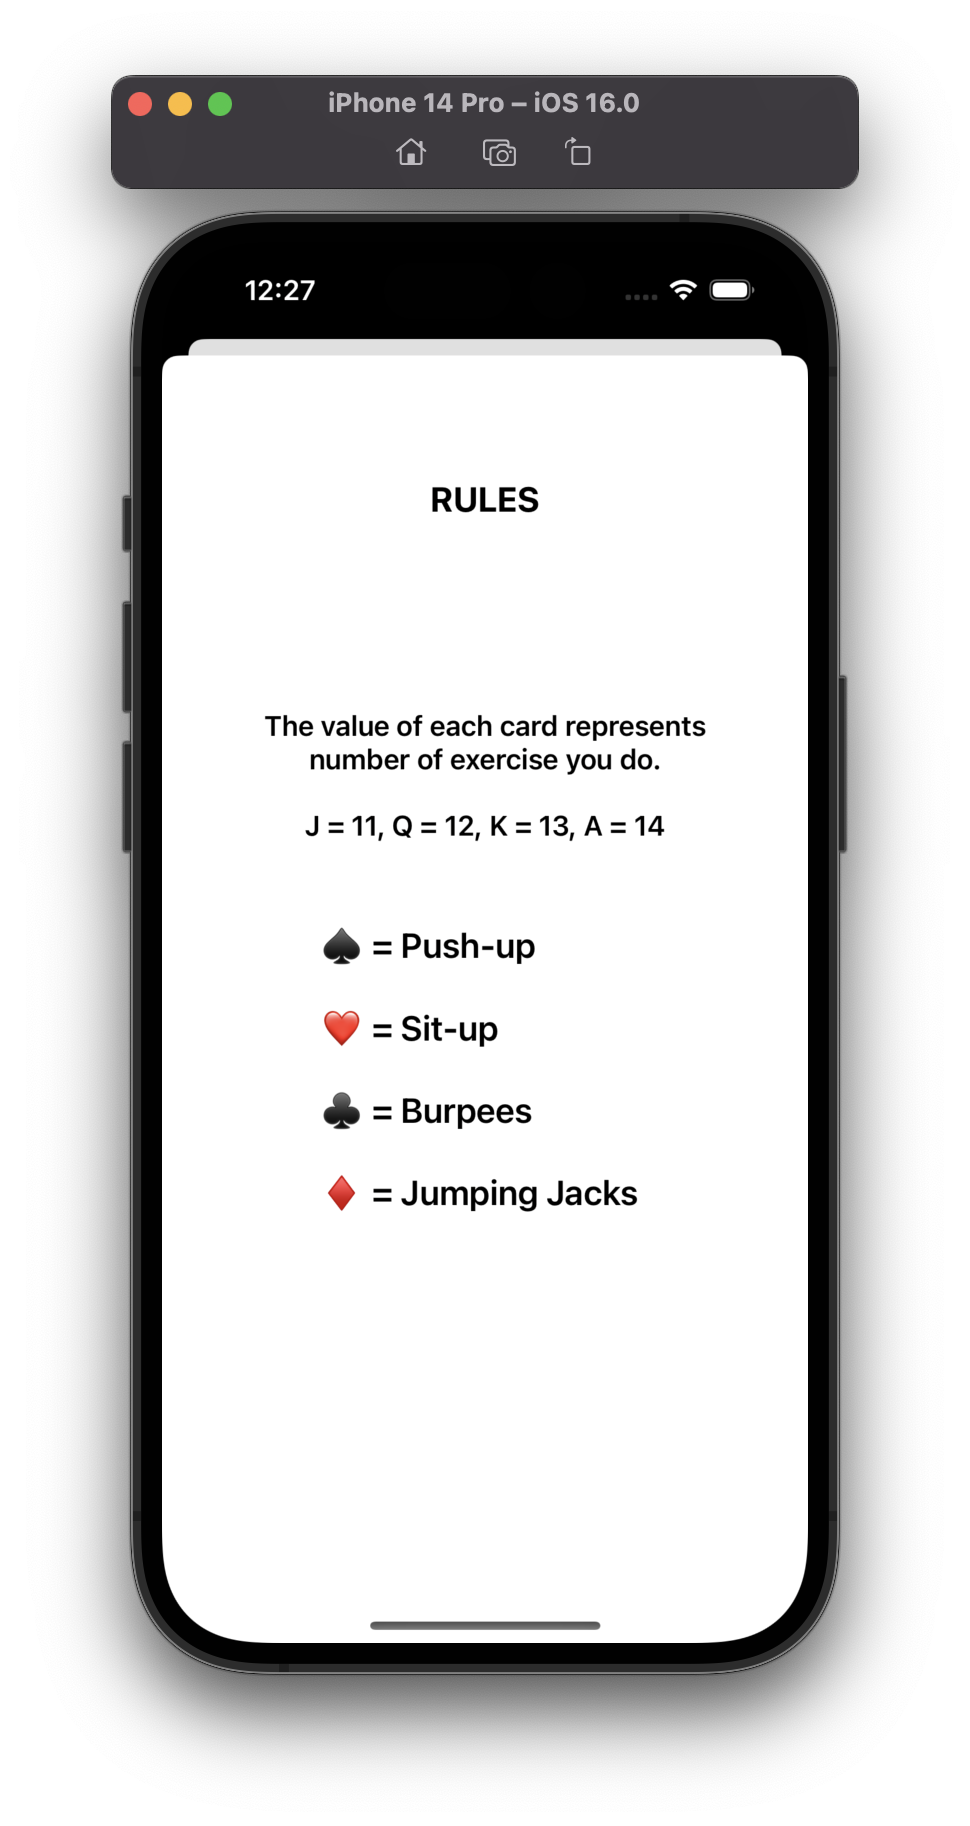 iPhone 14 Pro – iOS 16.0
12:27
RULES
The value of each card represents
number of exercise you do.
J = 11, Q = 12, K = 13, A = 14
♠️ = Push-up
❤️ = Sit-up
♣️ = Burpees
♦️ = Jumping Jacks